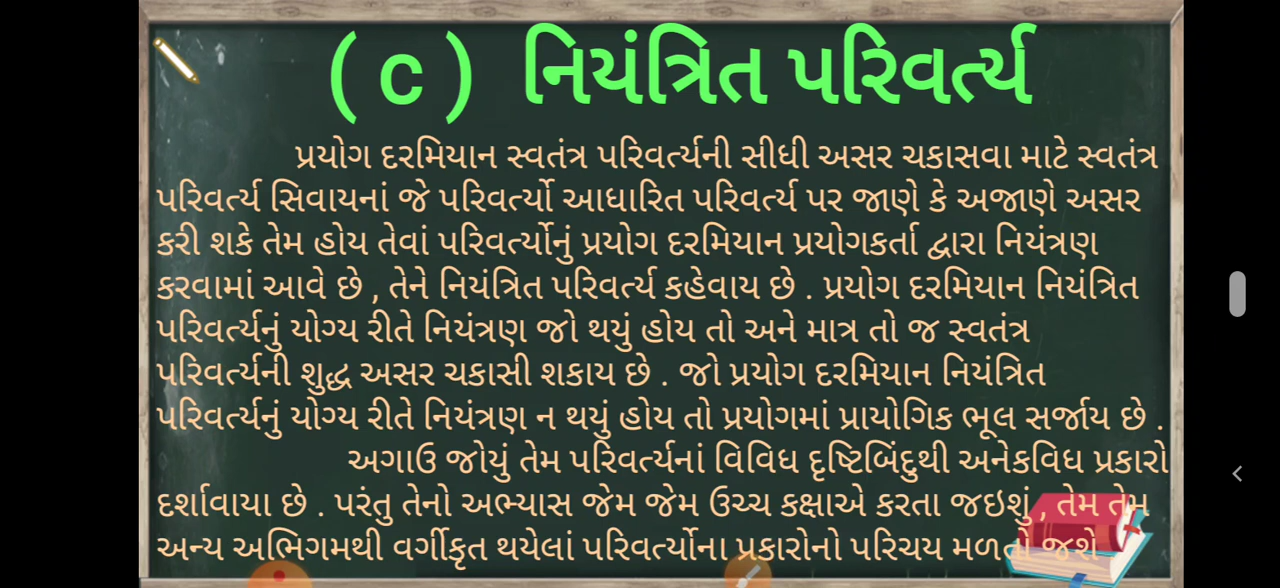 ( C ) નિયંત્રિત પરિવર્ત્ય
પ્રયોગ દરમિયાન સ્વતંત્ર પરિવર્ત્યની સીધી અસર ચકાસવા માટે સ્વતંત્ર
પરિવર્ત્ય સિવાયનાં જે પરિવર્ત્યો આધારિત પરિવર્ત્ય પર જાણે કે અજાણે અસર
કરી શકે તેમ હોય તેવાં પરિવર્ત્યોનું પ્રયોગ દરમિયાન પ્રયોગકર્તા દ્વારા નિયંત્રણ
કરવામાં આવે છે , તેને નિયંત્રિત પરિવર્ત્ય કહેવાય છે . પ્રયોગ દરમિયાન નિયંત્રિત
પરિવર્ત્યનું યોગ્ય રીતે નિયંત્રણ જો થયું હોય તો અને માત્ર તો જ સ્વતંત્ર
પરિવર્ત્યની શુદ્ધ અસર ચકાસી શકાય છે . જો પ્રયોગ દરમિયાન નિયંત્રિત
પરિવર્ત્યનું યોગ્ય રીતે નિયંત્રણ ન થયું હોય તો પ્રયોગમાં પ્રાયોગિક ભૂલ સર્જાય છે .
અગાઉ જોયું તેમ પરિવર્ત્યનાં વિવિધ દૃષ્ટિબિંદુથી અનેકવિધ પ્રકારો
દર્શાવાયા છે . પરંતુ તેનો અભ્યાસ જેમ જેમ ઉચ્ચ કક્ષાએ કરતા જઇશું , તેમ તેમ
અન્ય અભિગમથી વર્ગીકૃત થયેલાં પરિવર્ત્યોના પ્રકારોનો પરિચય મળતો જશે